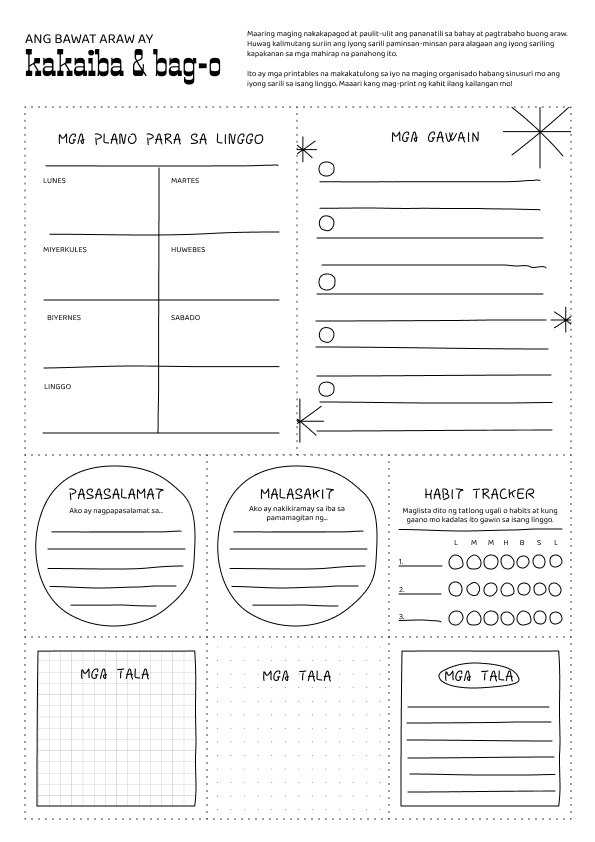 ANG BAWAT ARAW AY
kakaiba & bag-o
Maaring maging nakakapagod at paulit-ulit ang pananatili sa bahay at pagtrabaho buong araw.
Huwag kalimutang suriin ang iyong sarili paminsan-minsan para alagaan ang iyong sariling
kapakanan sa mga mahirap na panahong ito.
Ito ay mga printables na makakatulong sa iyo na maging organisado habang sinusuri mo ang
iyong sarili sa isang linggo. Maaari kang mag-print ng kahit ilang kailangan mo!
MGA PLANO PARA SA LINGGO
LUNES
MARTES
MIYERKULES
HUWEBES
BIYERNES
SABADO
LINGGO
MGA GAWAIN
PASASALAMAT
Ako ay nagpapasalamat sa...
MALASAKIT
Ako ay nakikiramay sa iba sa
pamamagitan ng...
HABIT TRACKER
Maglista dito ng tatlong ugali o habits at kung
gaano mo kadalas ito gawin sa isang linggo.
L M M H B S L
1.
2.
3.
MGA TALA
MGA TALA
MGA TALA